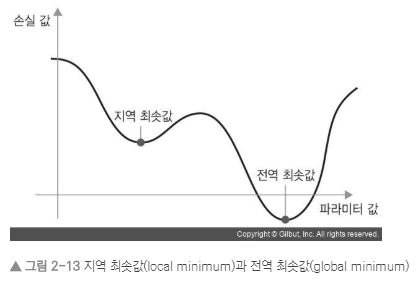 손실 값
지역 최솟값
전역 최솟값
파라미터 값
Copyright © Gilbut, Inc. All rights reserved.
▲ 그림 2-13 지역 최솟값(local minimum)과 전역 최솟값(global minimum)